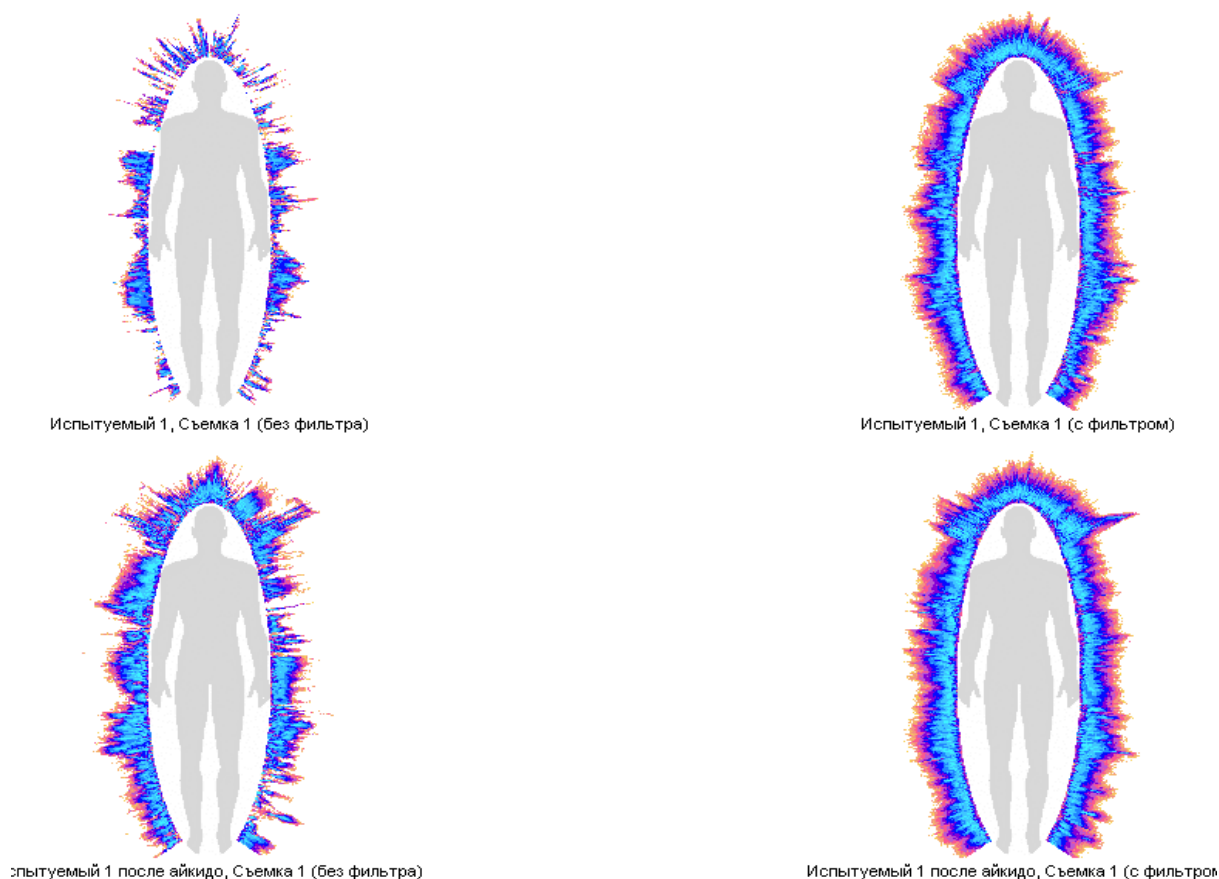 Испытуемый 1, Съемка 1 (без фильтра)
Испытуемый 1, Съемка 1 (с фильтром)
спытуемый 1 после айкидо, Съемка 1 (без фильтра)
Испытуемый 1 после айкидо, Съемка 1 (с фильтром